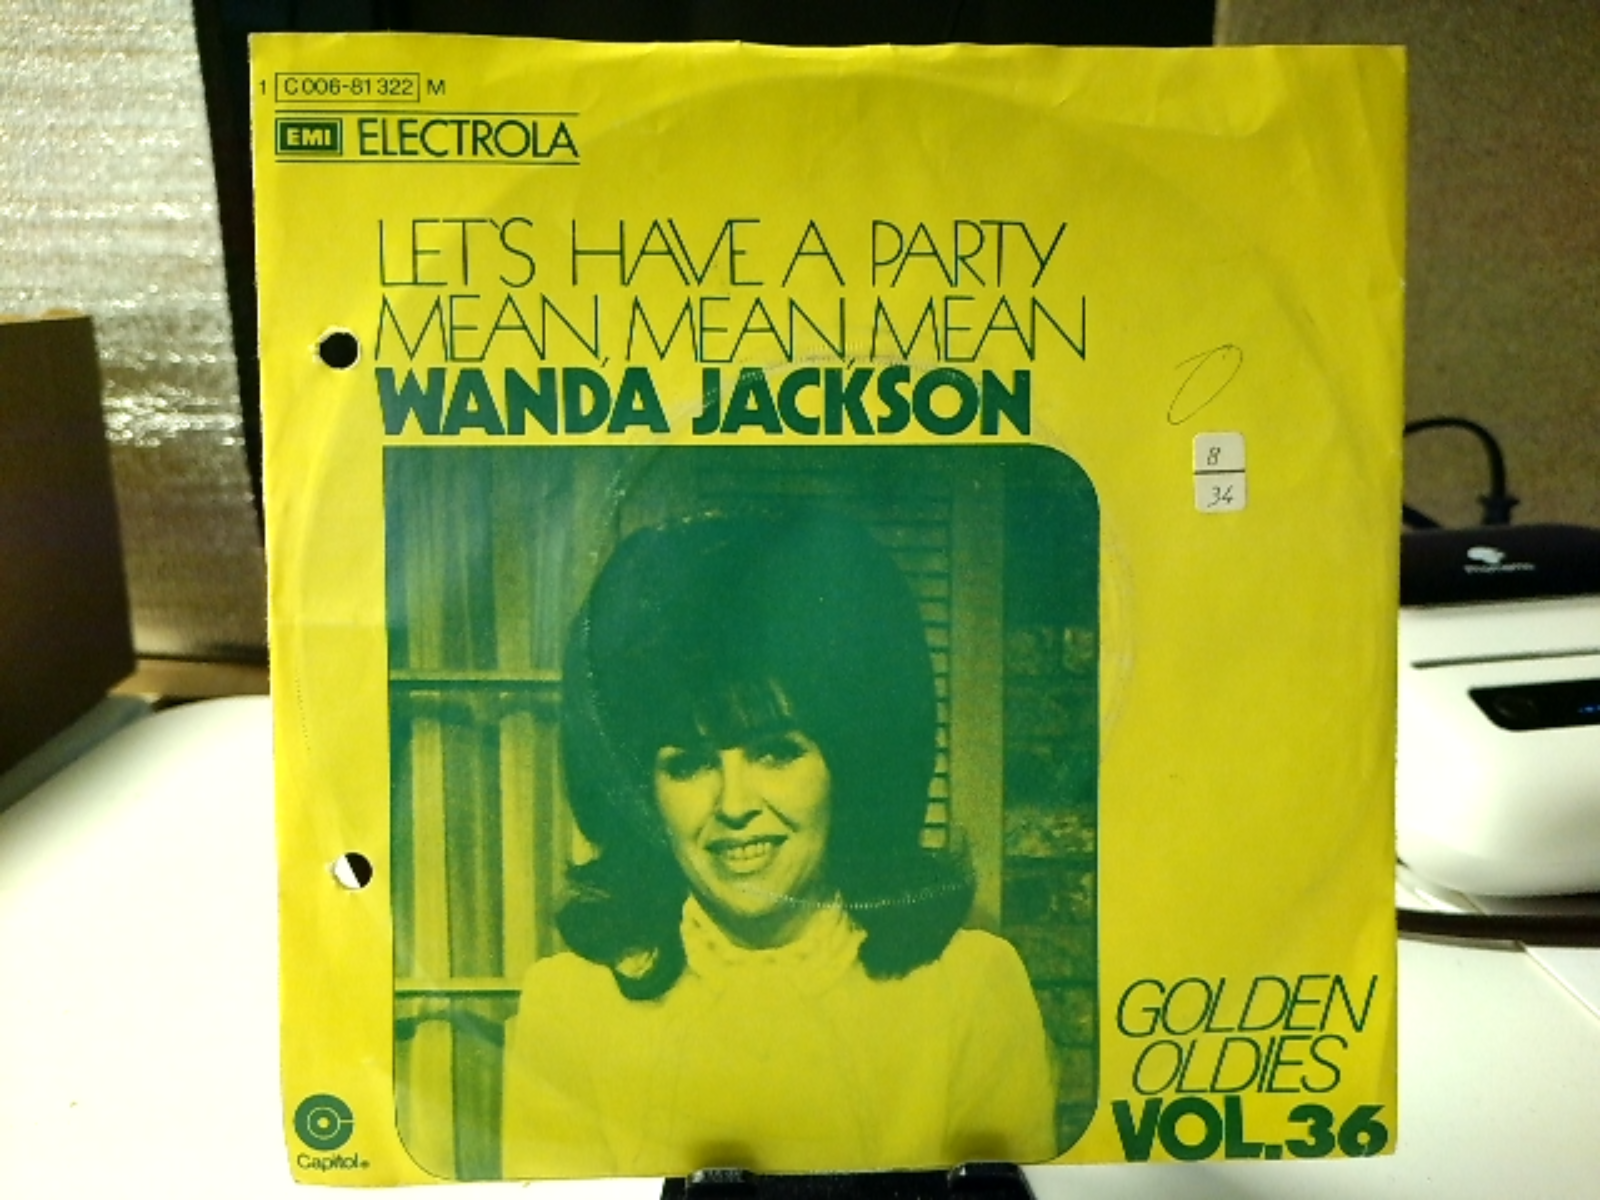 1 C 006-81 322 M
EMI ELECTROLA
LET'S HAVE A PARTY
MEAN, MEAN, MEAN
WANDA JACKSON
8
34
GOLDEN
OLDIES
VOL.36
Capitol®